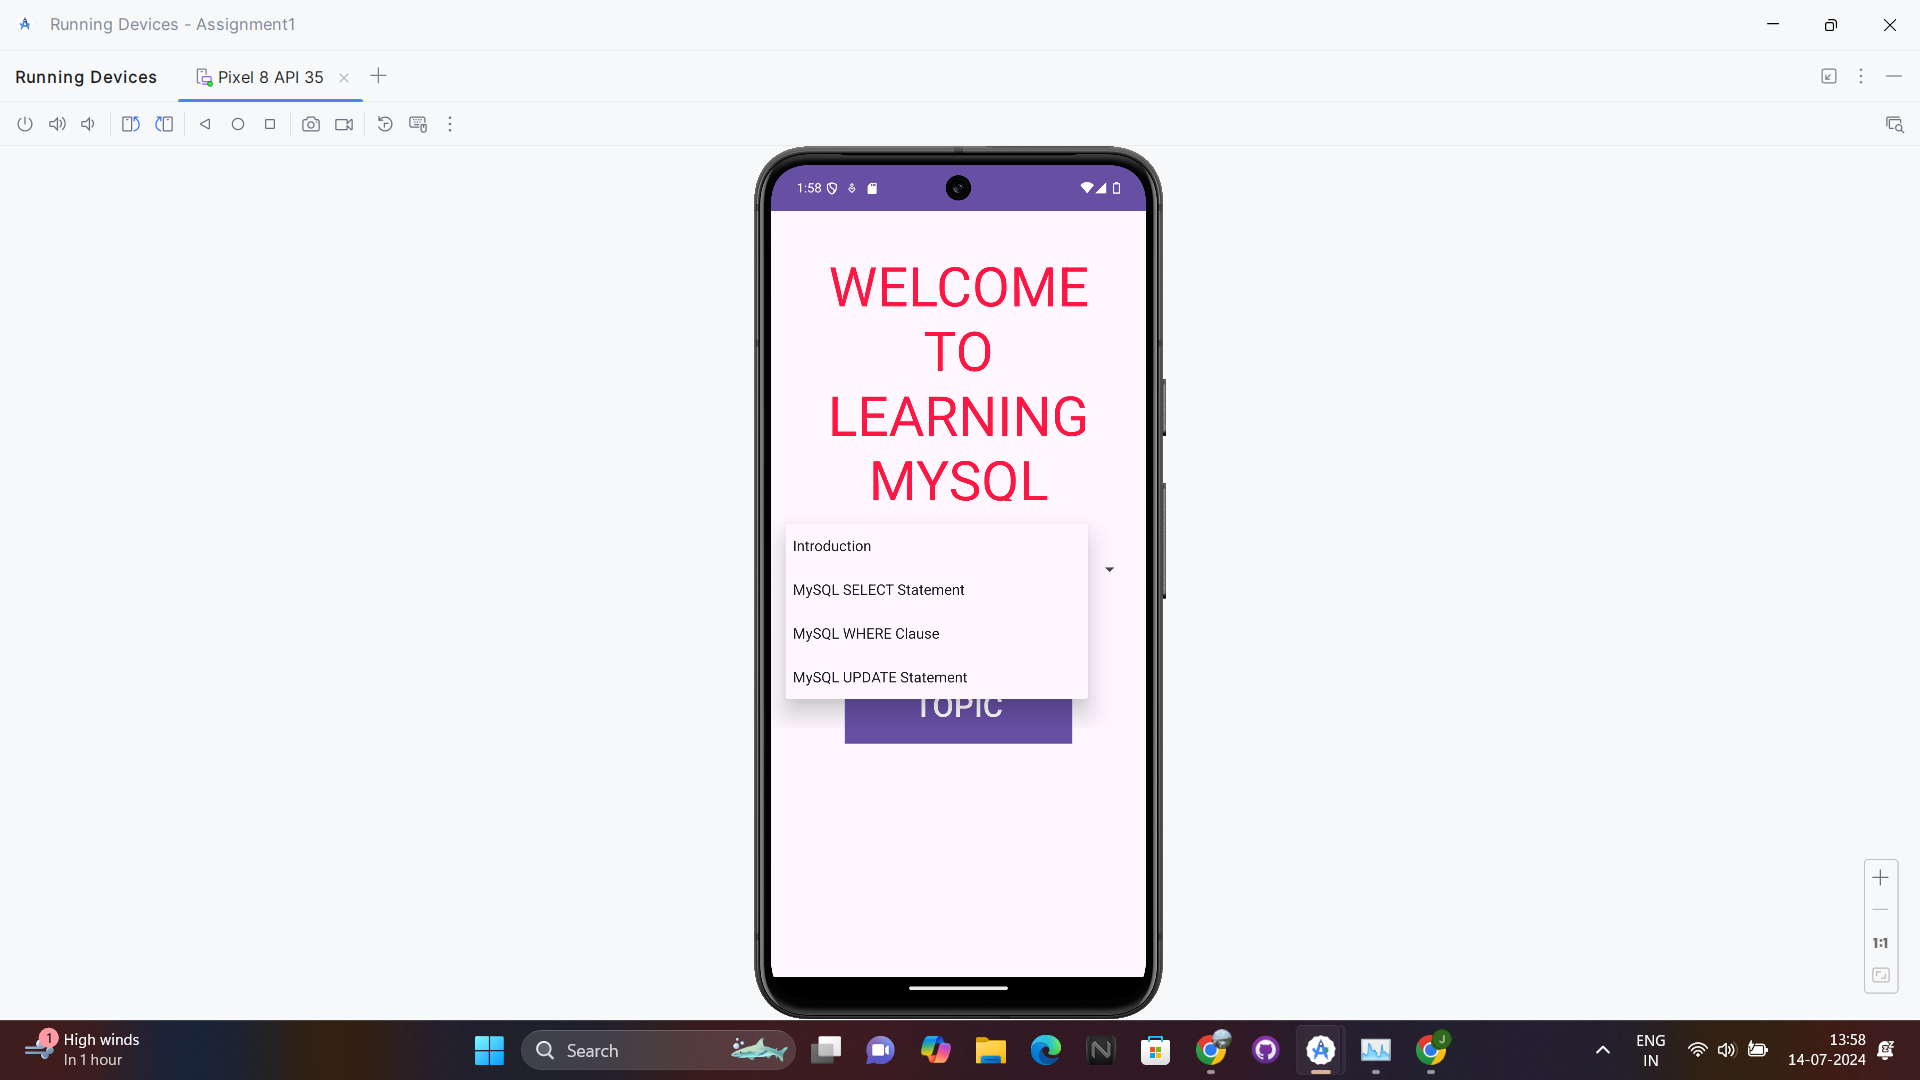 Running Devices - Assignment1
Running Devices
Pixel 8 API 35
1:58
WELCOME
TO
LEARNING
MYSQL
Introduction
MySQL SELECT Statement
MySQL WHERE Clause
MySQL UPDATE Statement
TOPIC
1:1
1
High winds
In 1 hour
Search
N
J
ENG
IN
13:58
14-07-2024